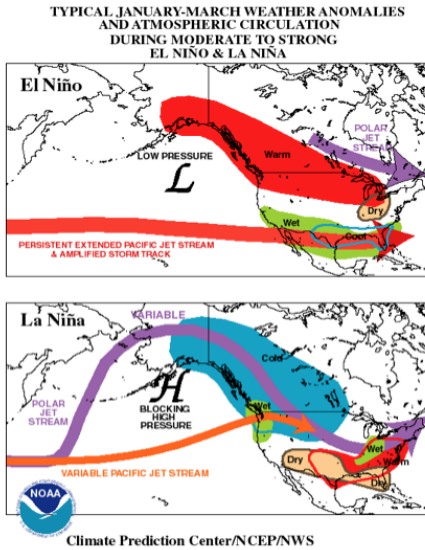 TYPICAL JANUARY-MARCH WEATHER ANOMALIES
AND ATMOSPHERIC CIRCULATION
DURING MODERATE TO STRONG
EL NIÑO & LA NIÑA
El Niño
POLAR
JET
STREAM
LOW PRESSURE
L
Warm
Dry
Wet
Cool
PERSISTENT EXTENDED PACIFIC JET STREAM
& AMPLIFIED STORM TRACK
La Niña
VARIABLE
Cold
H
BLOCKING
HIGH
PRESSURE
POLAR
JET
STREAM
Wet
Wet
Warm
Dry
Dry
VARIABLE PACIFIC JET STREAM
NOAA
Climate Prediction Center/NCEP/NWS